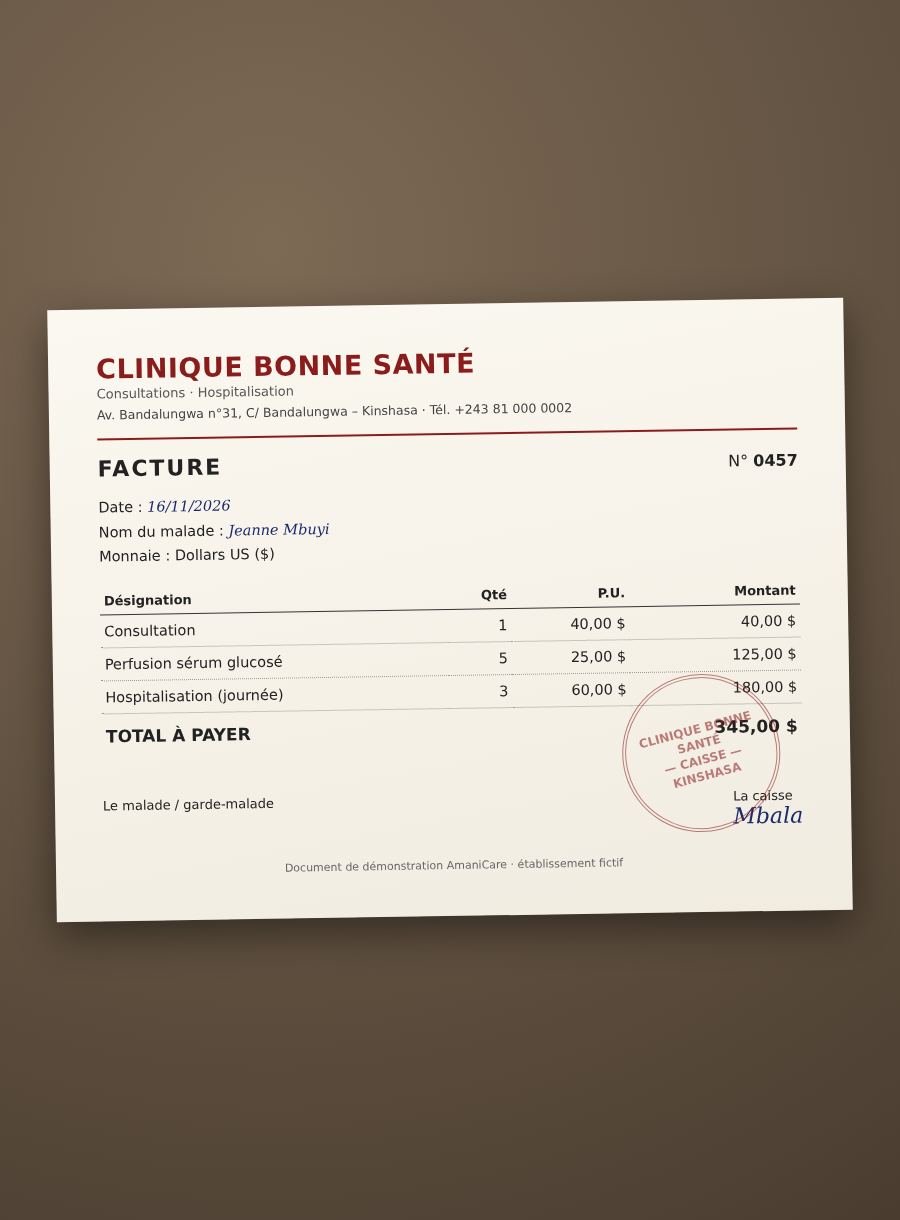 CLINIQUE BONNE SANTÉ
Consultations · Hospitalisation
Av. Bandalungwa n°31, C/ Bandalungwa – Kinshasa · Tél. +243 81 000 0002
FACTURE N° 0457
Date : 16/11/2026
Nom du malade : Jeanne Mbuyi
Monnaie : Dollars US ($)
Désignation Qté P.U. Montant
Consultation 1 40,00 $ 40,00 $
Perfusion sérum glucosé 5 25,00 $ 125,00 $
Hospitalisation (journée) 3 60,00 $ 180,00 $
TOTAL À PAYER 345,00 $
CLINIQUE BONNE
SANTÉ
— CAISSE —
KINSHASA
Le malade / garde-malade La caisse
Mbala
Document de démonstration AmaniCare · établissement fictif